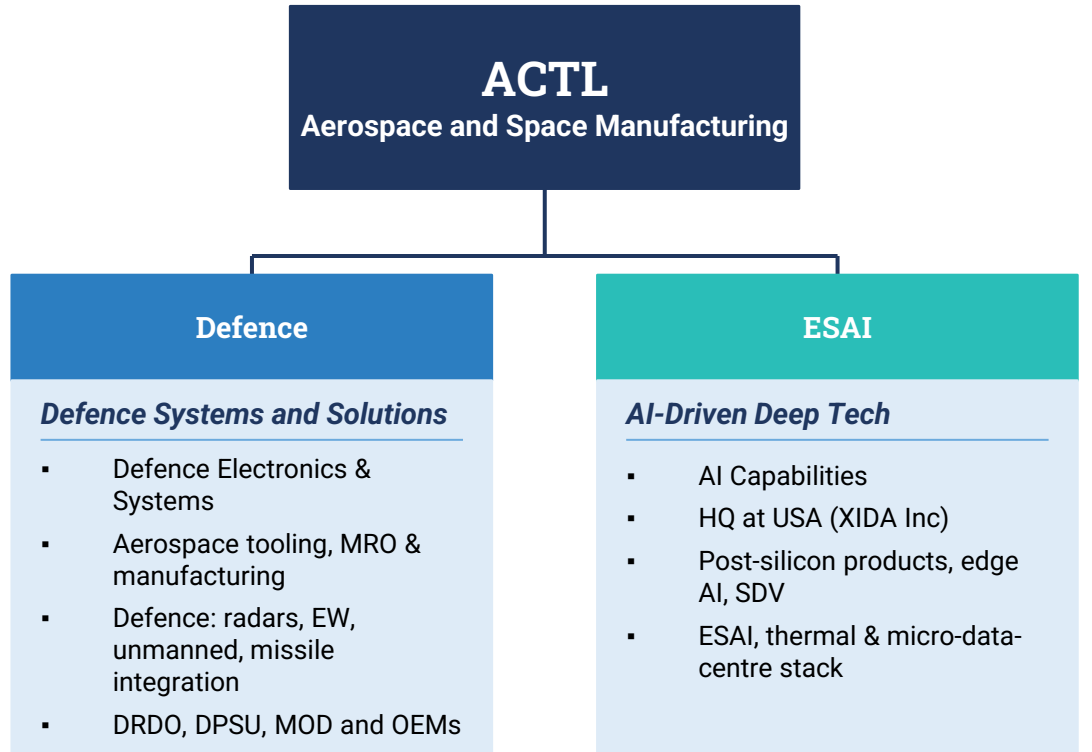 ACTL
Aerospace and Space Manufacturing
Defence
Defence Systems and Solutions
▪ Defence Electronics &
Systems
▪ Aerospace tooling, MRO &
manufacturing
▪ Defence: radars, EW,
unmanned, missile
integration
▪ DRDO, DPSU, MOD and OEMs
ESAI
AI-Driven Deep Tech
▪ AI Capabilities
▪ HQ at USA (XIDA Inc)
▪ Post-silicon products, edge
AI, SDV
▪ ESAI, thermal & micro-data-
centre stack